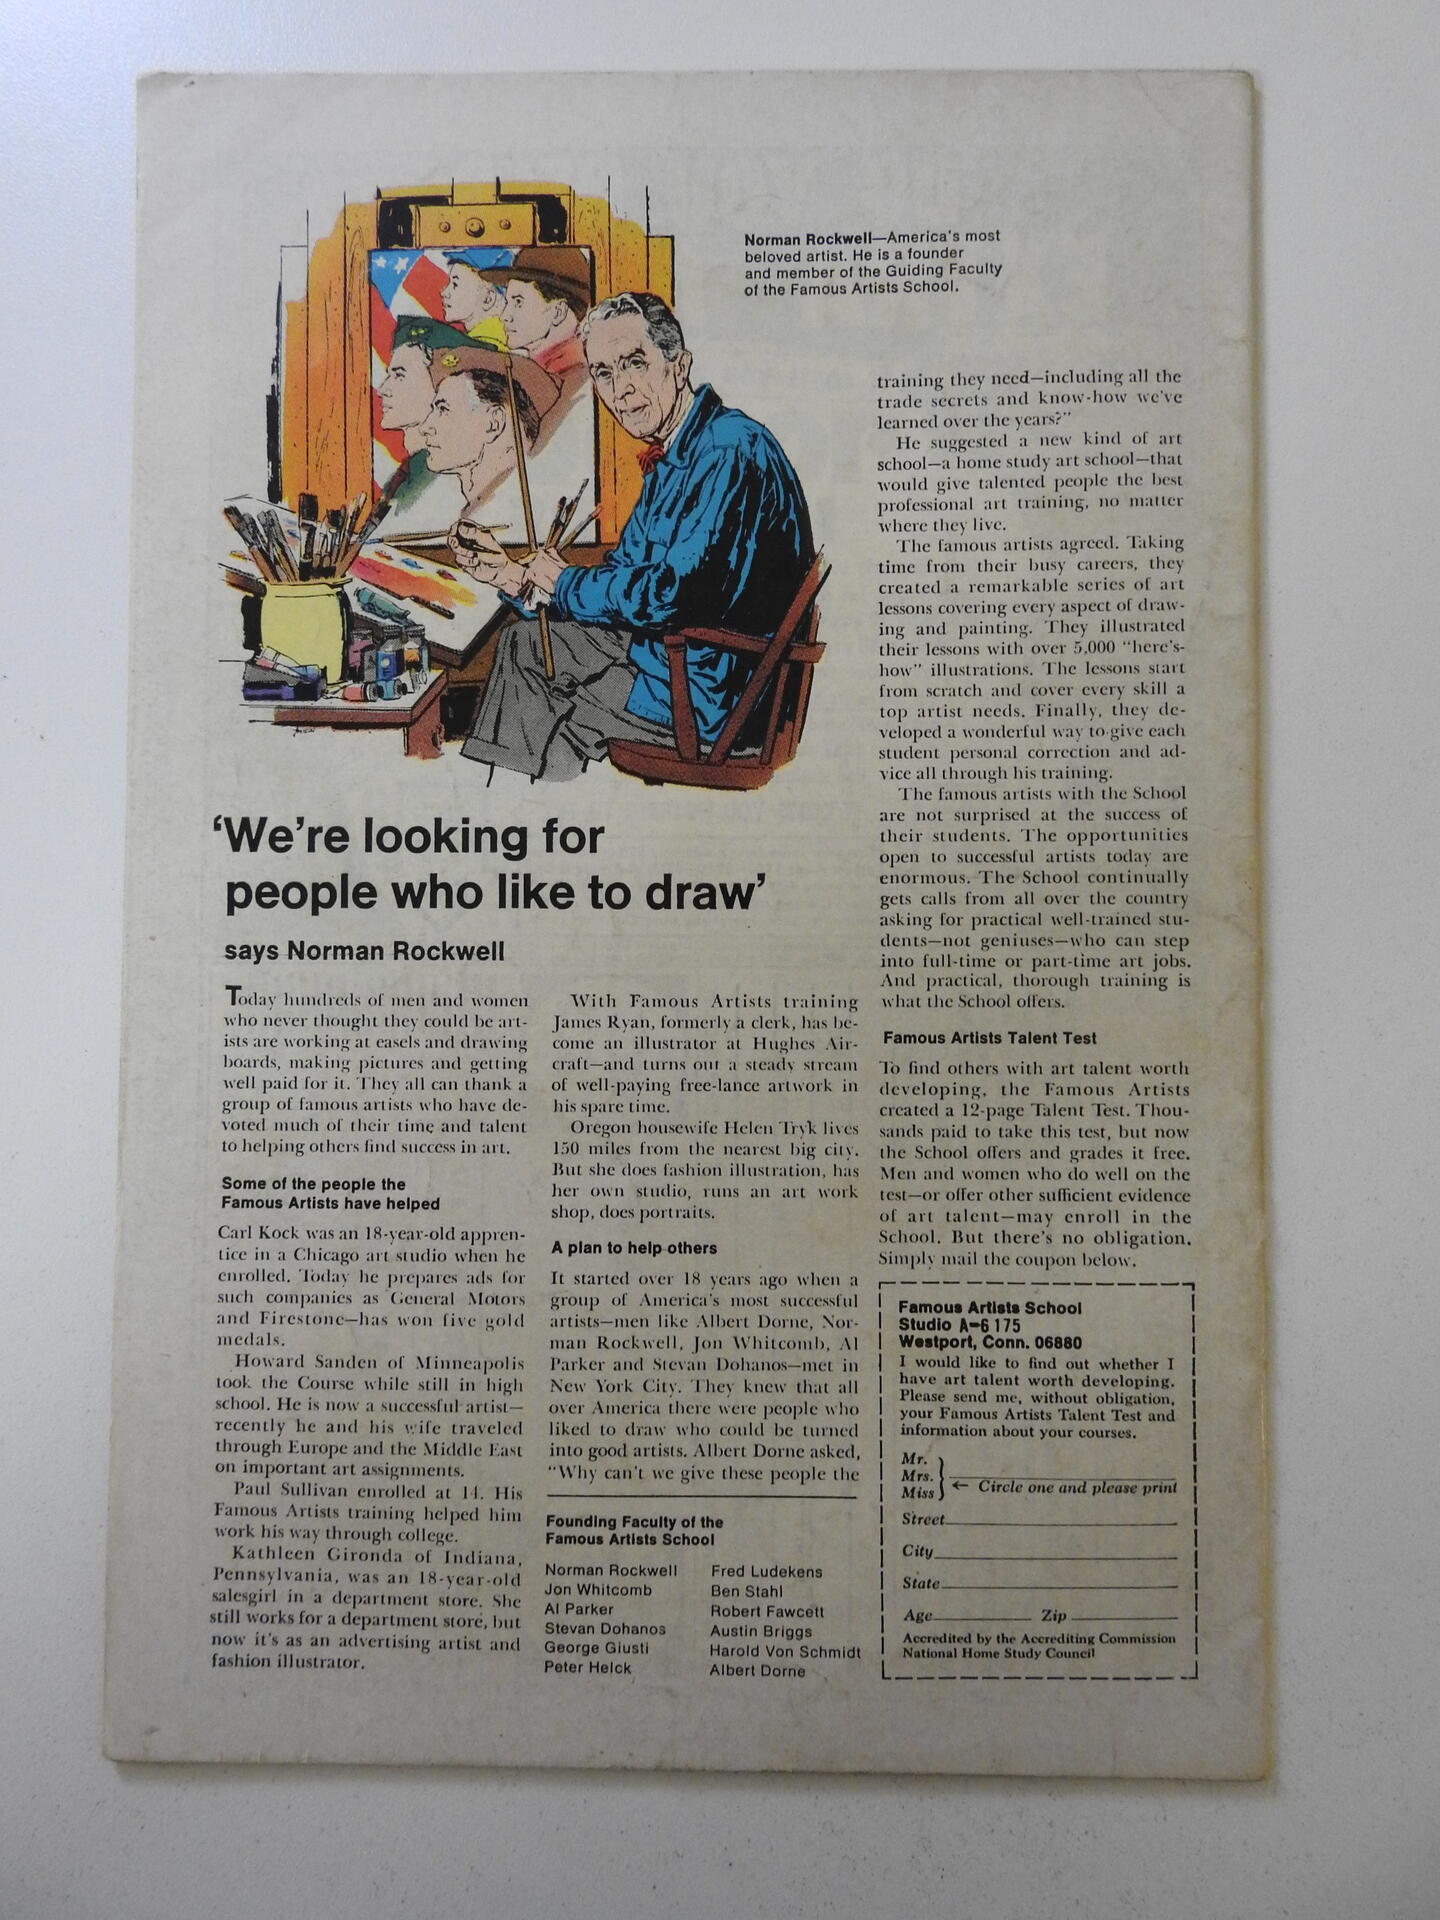 Norman Rockwell—America's most
beloved artist. He is a founder
and member of the Guiding Faculty
of the Famous Artists School.
'We're looking for
people who like to draw'
says Norman Rockwell
Today hundreds of men and women
who never thought they could be art-
ists are working at easels and drawing
boards, making pictures and getting
well paid for it. They all can thank a
group of famous artists who have de-
voted much of their time and talent
to helping others find success in art.
Some of the people the
Famous Artists have helped
Carl Kock was an 18-year-old appren-
tice in a Chicago art studio when he
enrolled. Today he prepares ads for
such companies as General Motors
and Firestone—has won five gold
medals.
Howard Sanden of Minneapolis
took the Course while still in high
school. He is now a successful artist—
recently he and his wife traveled
through Europe and the Middle East
on important art assignments.
Paul Sullivan enrolled at 14. His
Famous Artists training helped him
work his way through college.
Kathleen Gironda of Indiana,
Pennsylvania, was an 18-year-old
salesgirl in a department store. She
still works for a department store, but
now it's as an advertising artist and
fashion illustrator.
With Famous Artists training
James Ryan, formerly a clerk, has be-
come an illustrator at Hughes Air-
craft—and turns out a steady stream
of well-paying free-lance artwork in
his spare time.
Oregon housewife Helen Tryk lives
150 miles from the nearest big city.
But she does fashion illustration, has
her own studio, runs an art work
shop, does portraits.
A plan to help others
It started over 18 years ago when a
group of America's most successful
artists—men like Albert Dorne, Nor-
man Rockwell, Jon Whitcomb, Al
Parker and Stevan Dohanos—met in
New York City. They knew that all
over America there were people who
liked to draw who could be turned
into good artists. Albert Dorne asked,
"Why can't we give these people the
training they need—including all the
trade secrets and know-how we've
learned over the years?"
He suggested a new kind of art
school—a home study art school—that
would give talented people the best
professional art training, no matter
where they live.
The famous artists agreed. Taking
time from their busy careers, they
created a remarkable series of art
lessons covering every aspect of draw-
ing and painting. They illustrated
their lessons with over 5,000 "here's-
how" illustrations. The lessons start
from scratch and cover every skill a
top artist needs. Finally, they de-
veloped a wonderful way to give each
student personal correction and ad-
vice all through his training.
The famous artists with the School
are not surprised at the success of
their students. The opportunities
open to successful artists today are
enormous. The School continually
gets calls from all over the country
asking for practical well-trained stu-
dents—not geniuses—who can step
into full-time or part-time art jobs.
And practical, thorough training is
what the School offers.
Famous Artists Talent Test
To find others with art talent worth
developing, the Famous Artists
created a 12-page Talent Test. Thou-
sands paid to take this test, but now
the School offers and grades it free.
Men and women who do well on the
test—or offer other sufficient evidence
of art talent—may enroll in the
School. But there's no obligation.
Simply mail the coupon below.
Founding Faculty of the
Famous Artists School
Norman Rockwell
Jon Whitcomb
Al Parker
Stevan Dohanos
George Giusti
Peter Helck
Fred Ludekens
Ben Stahl
Robert Fawcett
Austin Briggs
Harold Von Schmidt
Albert Dorne
Famous Artists School
Studio A-6175
Westport, Conn. 06880
I would like to find out whether I
have art talent worth developing.
Please send me, without obligation,
your Famous Artists Talent Test and
information about your courses.
Mr.
Mrs.
Miss
← Circle one and please print
Street
City
State
Age Zip
Accredited by the Accrediting Commission
National Home Study Council